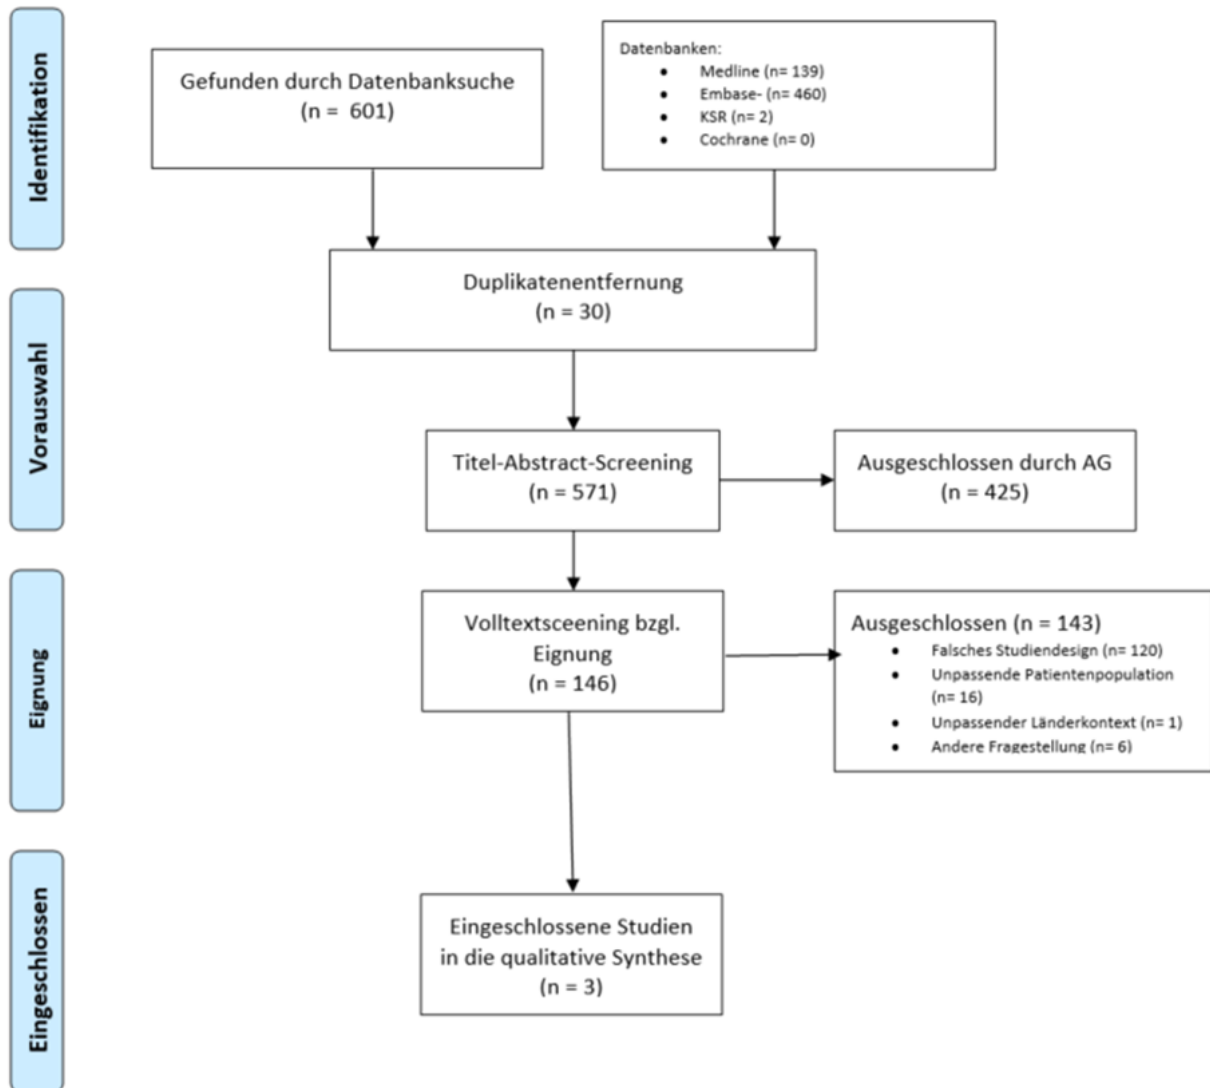 Identifikation
Gefunden durch Datenbanksuche
(n =  601)
Datenbanken:
• Medline (n= 139)
• Embase- (n= 460)
• KSR (n= 2)
• Cochrane (n= 0)
Duplikatenentfernung
(n = 30)
Vorauswahl
Titel-Abstract-Screening
(n = 571)
Ausgeschlossen durch AG
(n = 425)
Eignung
Volltextsceening bzgl.
Eignung
(n = 146)
Ausgeschlossen (n = 143)
• Falsches Studiendesign (n= 120)
• Unpassende Patientenpopulation
(n= 16)
• Unpassender Länderkontext (n= 1)
• Andere Fragestellung (n= 6)
Eingeschlossen
Eingeschlossene Studien
in die qualitative Synthese
(n = 3)